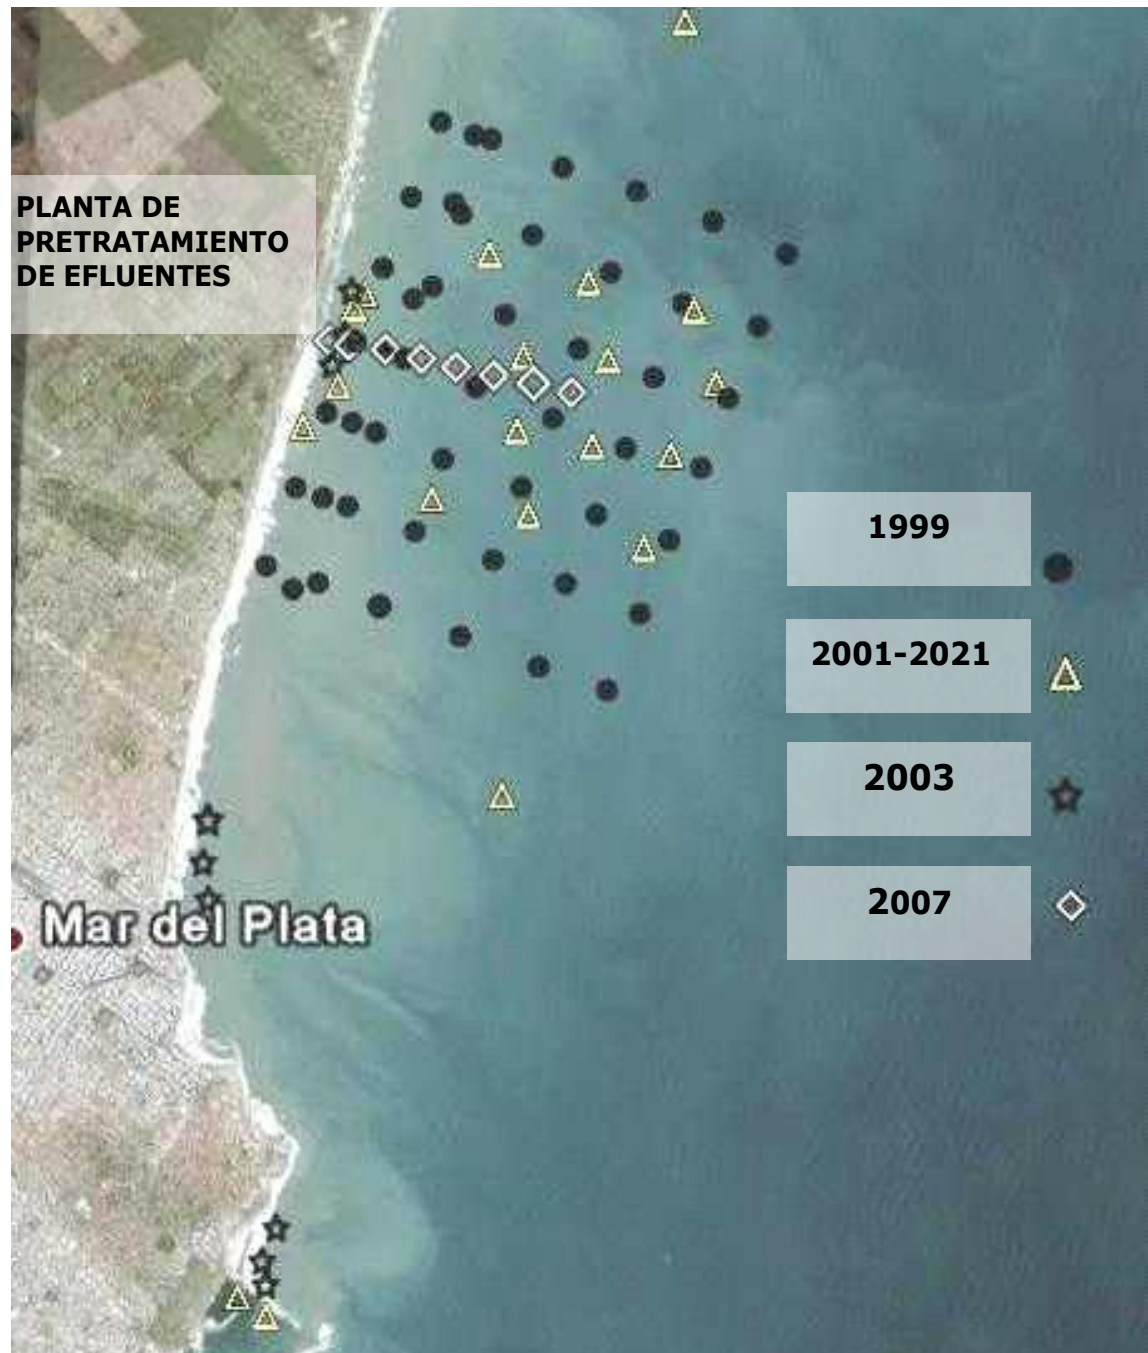 PLANTA DE
PRETRATAMIENTO
DE EFLUENTES
1999
2001-2021
2003
2007
Mar del Plata